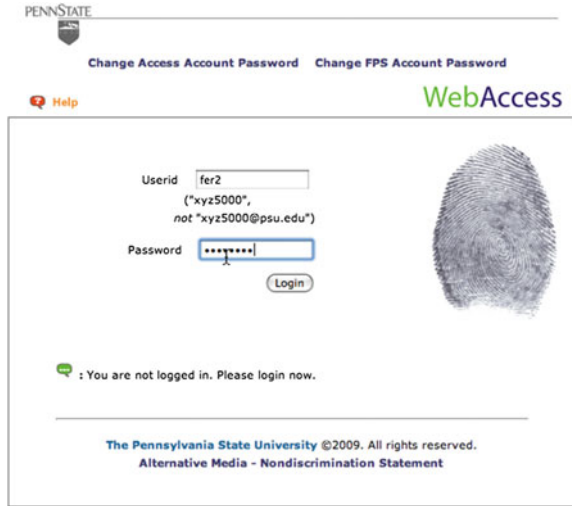 PENNSTATE
Change Access Account Password Change FPS Account Password
Help
WebAccess
Userid fer2
("xyz5000",
not "xyz5000@psu.edu")
Password ••••••••
Login
: You are not logged in. Please login now.
The Pennsylvania State University ©2009. All rights reserved.
Alternative Media - Nondiscrimination Statement